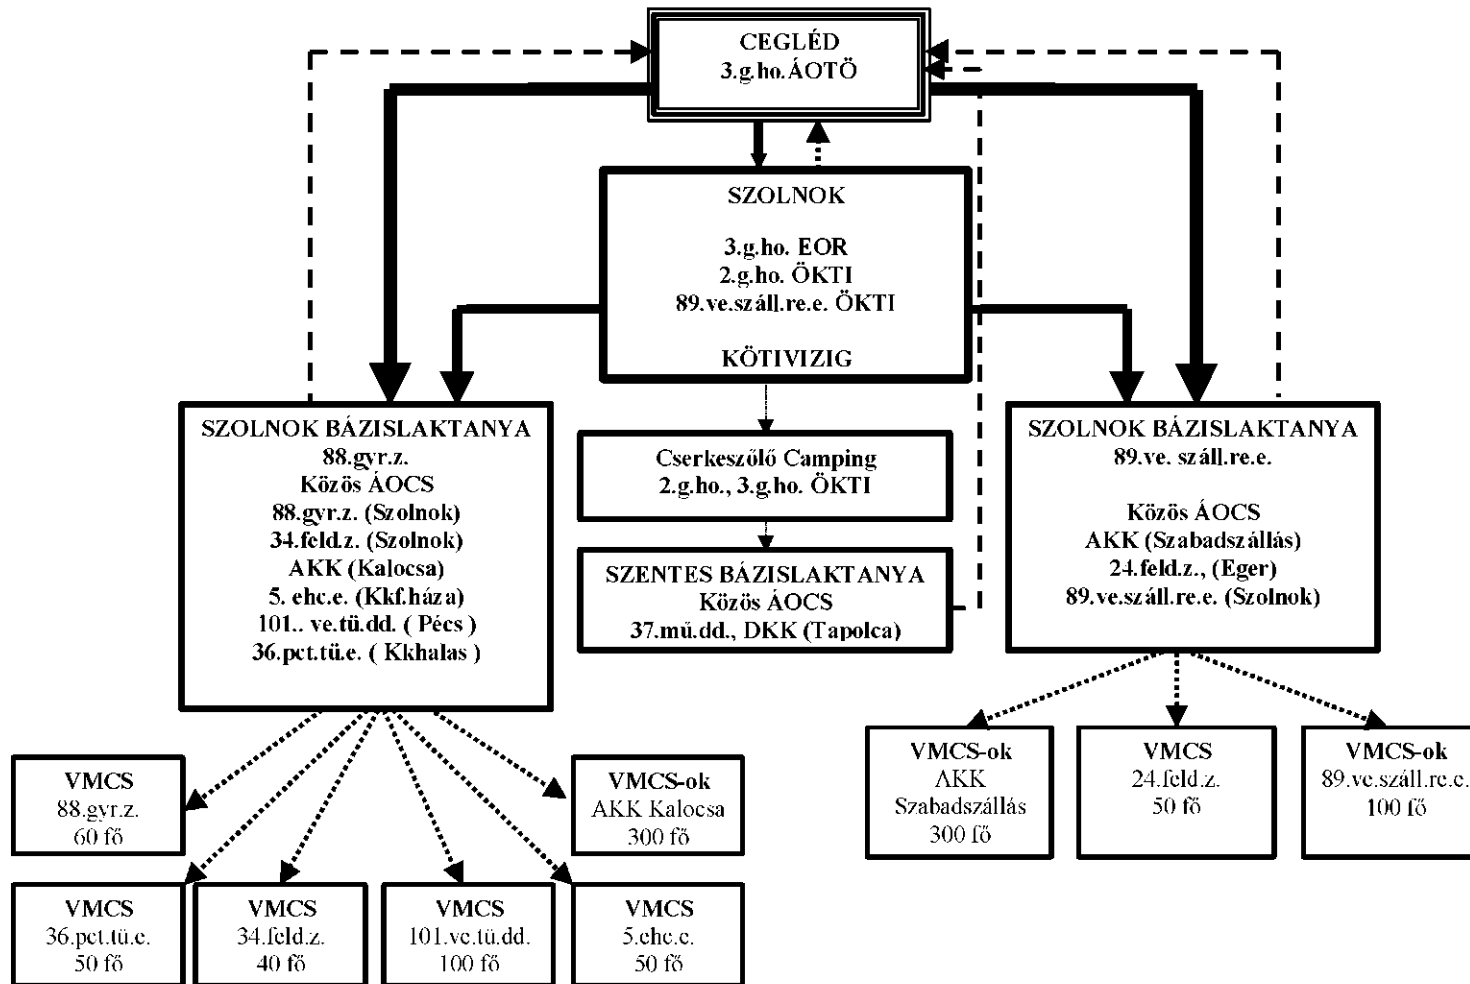 CEGLÉD
3.g.ho.ÁOTÖ
SZOLNOK
3.g.ho. EOR
2.g.ho. ÖKTI
89.ve.száll.re.e. ÖKTI
KÖTIVIZIG
SZOLNOK BÁZISLAKTANYA
88.gyr.z.
Közös ÁOCS
88.gyr.z. (Szolnok)
34.feld.z. (Szolnok)
AKK (Kalocsa)
5. ehc.e. (Kkf.háza)
101.. ve.tü.dd. ( Pécs )
36.pct.tü.e. ( Kkhalas )
Cserkeszőlő Camping
2.g.ho., 3.g.ho. ÖKTI
SZENTES BÁZISLAKTANYA
Közös ÁOCS
37.mű.dd., DKK (Tapolca)
SZOLNOK BÁZISLAKTANYA
89.ve. száll.re.e.
Közös ÁOCS
AKK (Szabadszállás)
24.feld.z., (Eger)
89.ve.száll.re.e. (Szolnok)
VMCS
88.gyr.z.
60 fő
VMCS-ok
AKK Kalocsa
300 fő
VMCS-ok
AKK
Szabadszállás
300 fő
VMCS
24.feld.z.
50 fő
VMCS-ok
89.ve.száll.re.e.
100 fő
VMCS
36.pct.tü.e.
50 fő
VMCS
34.feld.z.
40 fő
VMCS
101.ve.tü.dd.
100 fő
VMCS
5.ehc.e.
50 fő